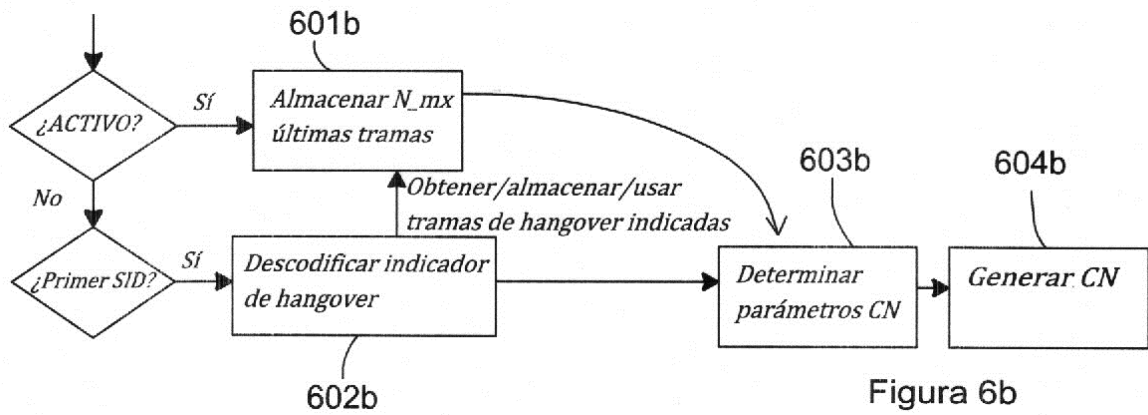 601b
¿ACTIVO?
Sí
Almacenar N_mx
últimas tramas
No
Obtener/almacenar/usar
tramas de hangover indicadas
603b
604b
¿Primer SID?
Sí
Descodificar indicador
de hangover
Determinar
parámetros CN
Generar CN
602b
Figura 6b